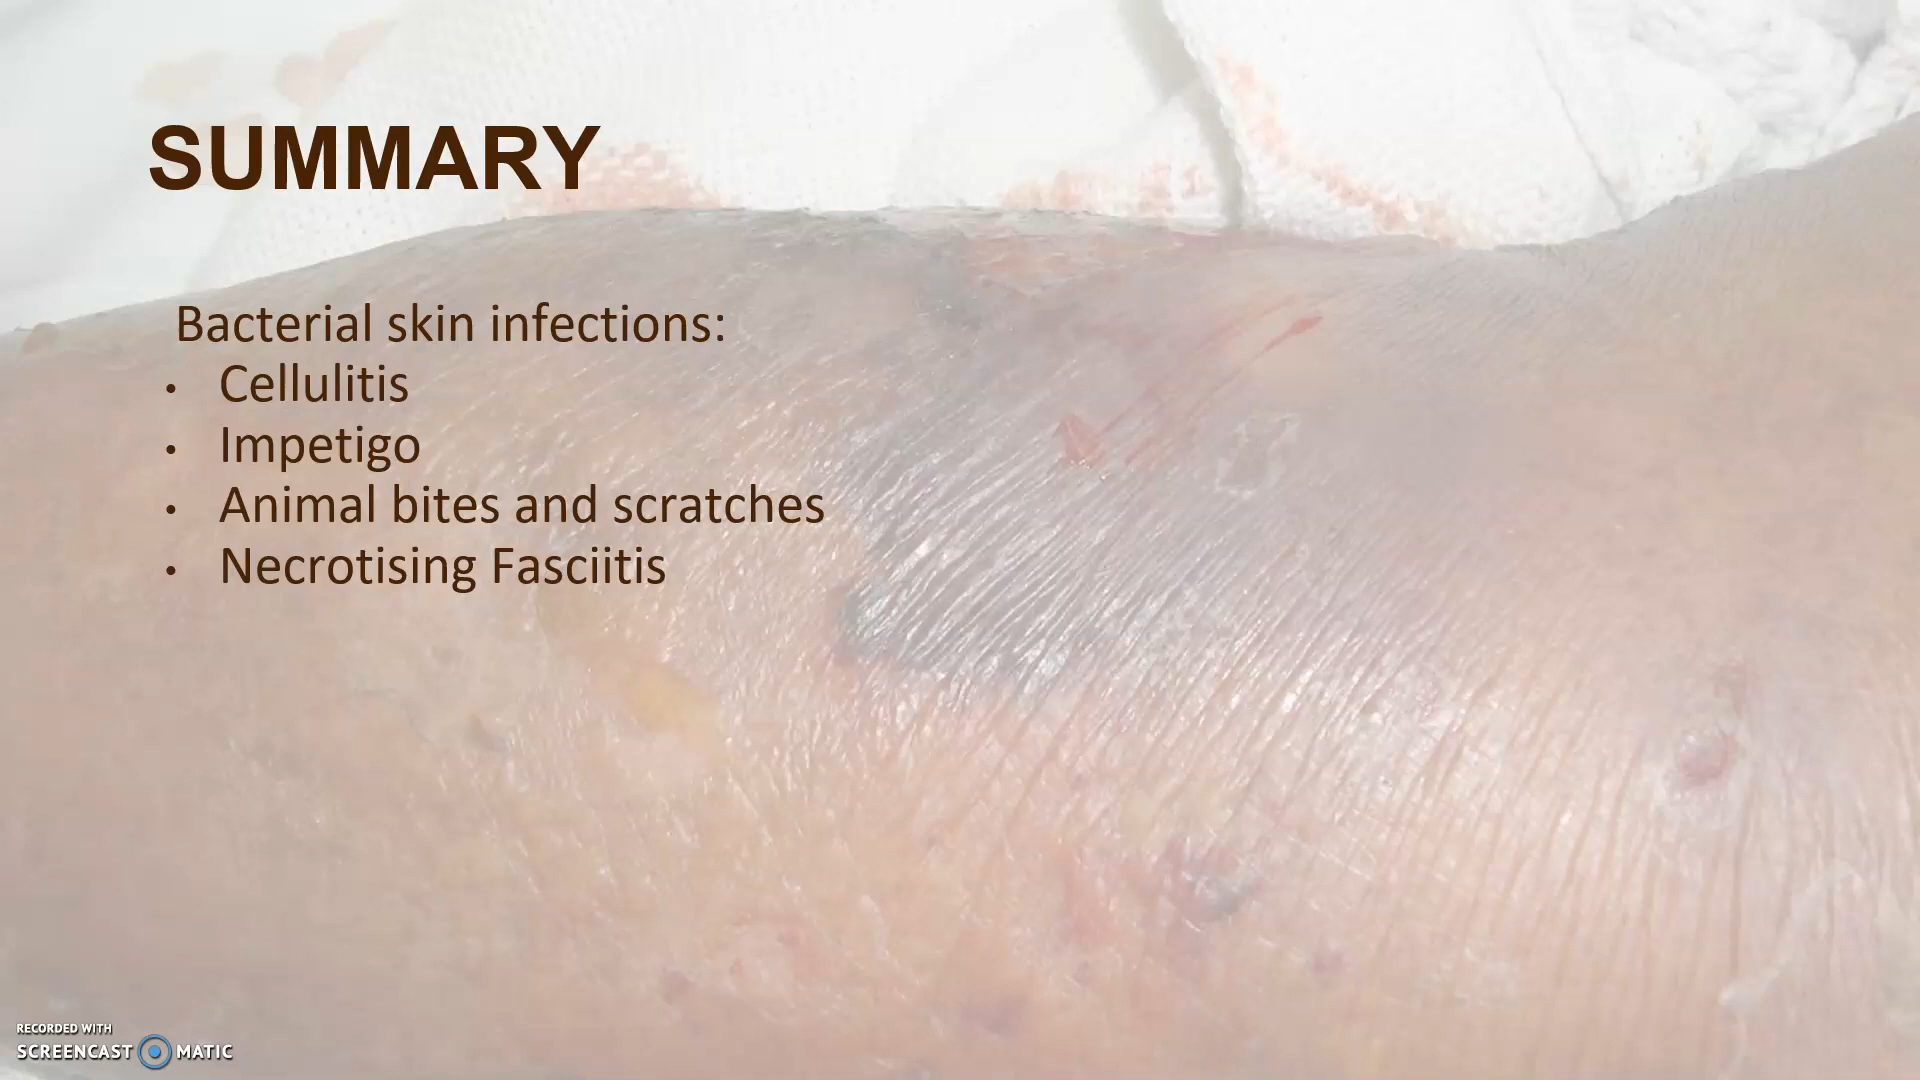 SUMMARY
Bacterial skin infections:
• Cellulitis
• Impetigo
• Animal bites and scratches
• Necrotising Fasciitis
RECORDED WITH
SCREENCAST MATIC